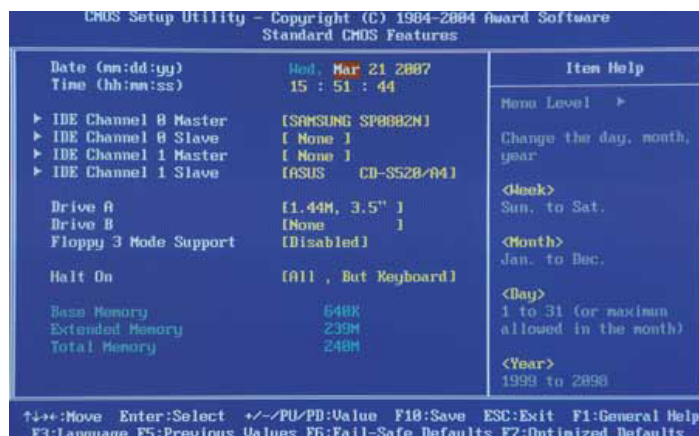 CMOS Setup Utility - Copyright (C) 1984-2004 Award Software
Standard CMOS Features
Date (mm:dd:yy) Wed, Mar 21 2007
Time (hh:mm:ss) 15 : 51 : 44
► IDE Channel 0 Master [SAMSUNG SP0802N]
► IDE Channel 0 Slave [ None ]
► IDE Channel 1 Master [ None ]
► IDE Channel 1 Slave [ASUS CD-S520/A4]
Drive A [1.44M, 3.5" ]
Drive B [None ]
Floppy 3 Mode Support [Disabled]
Halt On [All , But Keyboard]
Base Memory 640K
Extended Memory 239M
Total Memory 240M
Item Help
Menu Level ►
Change the day, month,
year
<Week>
Sun. to Sat.
<Month>
Jan. to Dec.
<Day>
1 to 31 (or maximum
allowed in the month)
<Year>
1999 to 2098
↑↓→←:Move Enter:Select +/-/PU/PD:Value F10:Save ESC:Exit F1:General Help
F3:Language F5:Previous Values F6:Fail-Safe Defaults F7:Optimized Defaults